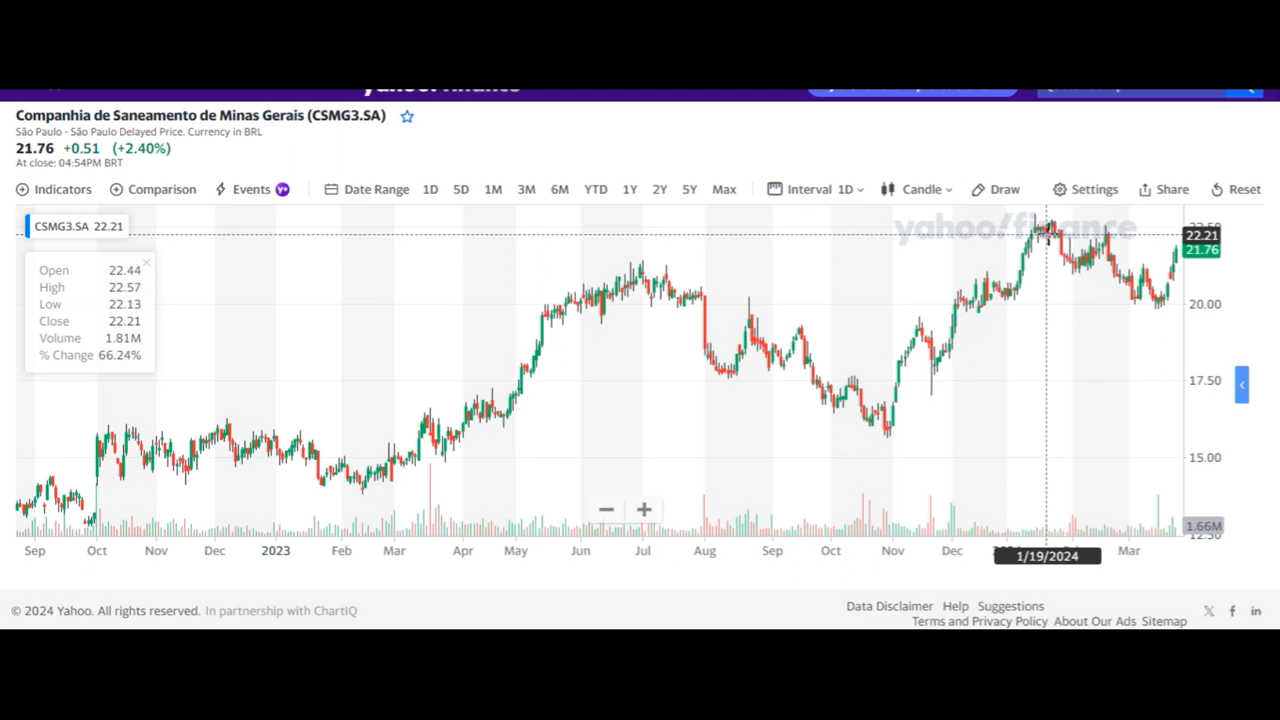 Companhia de Saneamento de Minas Gerais (CSMG3.SA)
São Paulo - São Paulo Delayed Price. Currency in BRL
21.76 +0.51 (+2.40%)
At close: 04:54PM BRT
Indicators Comparison Events Y+ Date Range 1D 5D 1M 3M 6M YTD 1Y 2Y 5Y Max Interval 1D Candle Draw Settings Share Reset
CSMG3.SA 22.21
yahoo!finance
22.21
21.76
Open 22.44
High 22.57
Low 22.13
Close 22.21
Volume 1.81M
% Change 66.24%
20.00
17.50
15.00
1.66M
12.50
Sep Oct Nov Dec 2023 Feb Mar Apr May Jun Jul Aug Sep Oct Nov Dec Mar
1/19/2024
© 2024 Yahoo. All rights reserved. In partnership with ChartIQ
Data Disclaimer Help Suggestions
Terms and Privacy Policy About Our Ads Sitemap